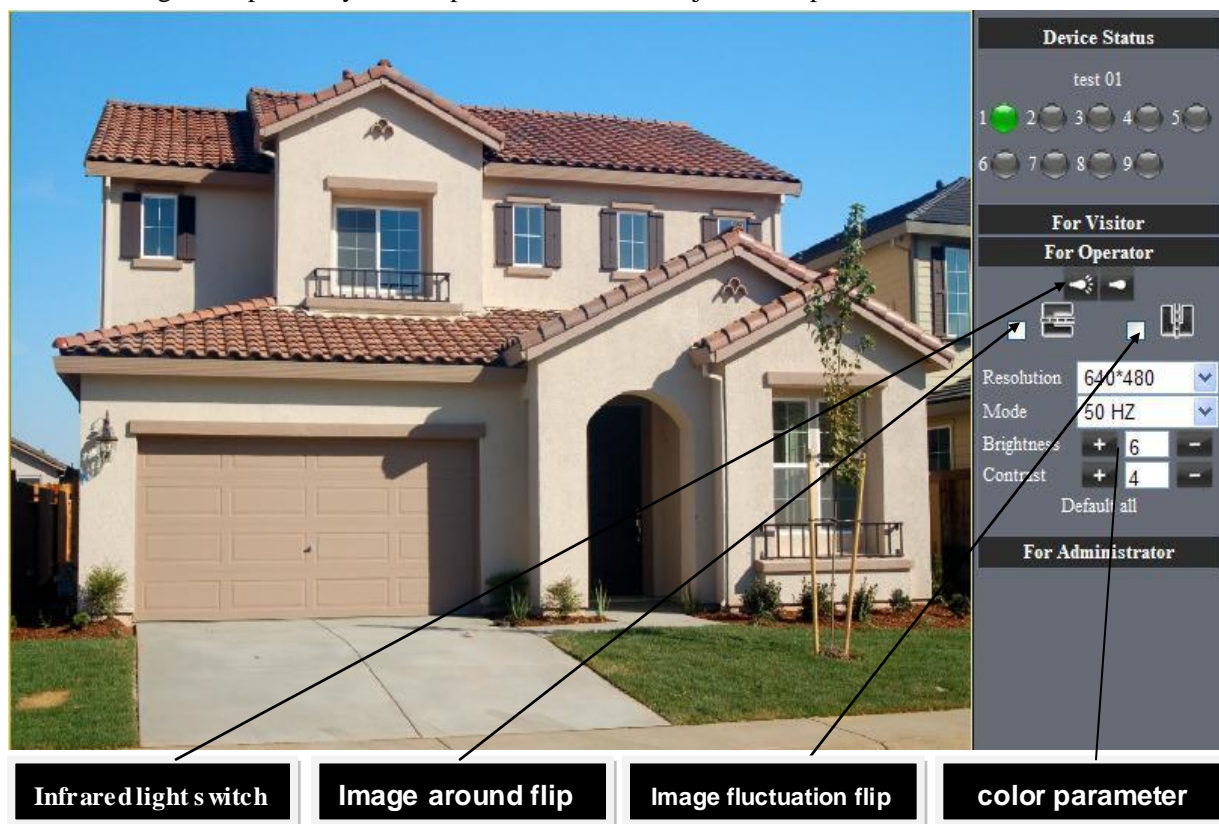 Device Status
test 01
1 2 3 4 5
6 7 8 9
For Visitor
For Operator
Resolution 640*480
Mode 50 HZ
Brightness + 6 -
Contrast + 4 -
Default all
For Administrator
Infrared light switch
Image around flip
Image fluctuation flip
color parameter